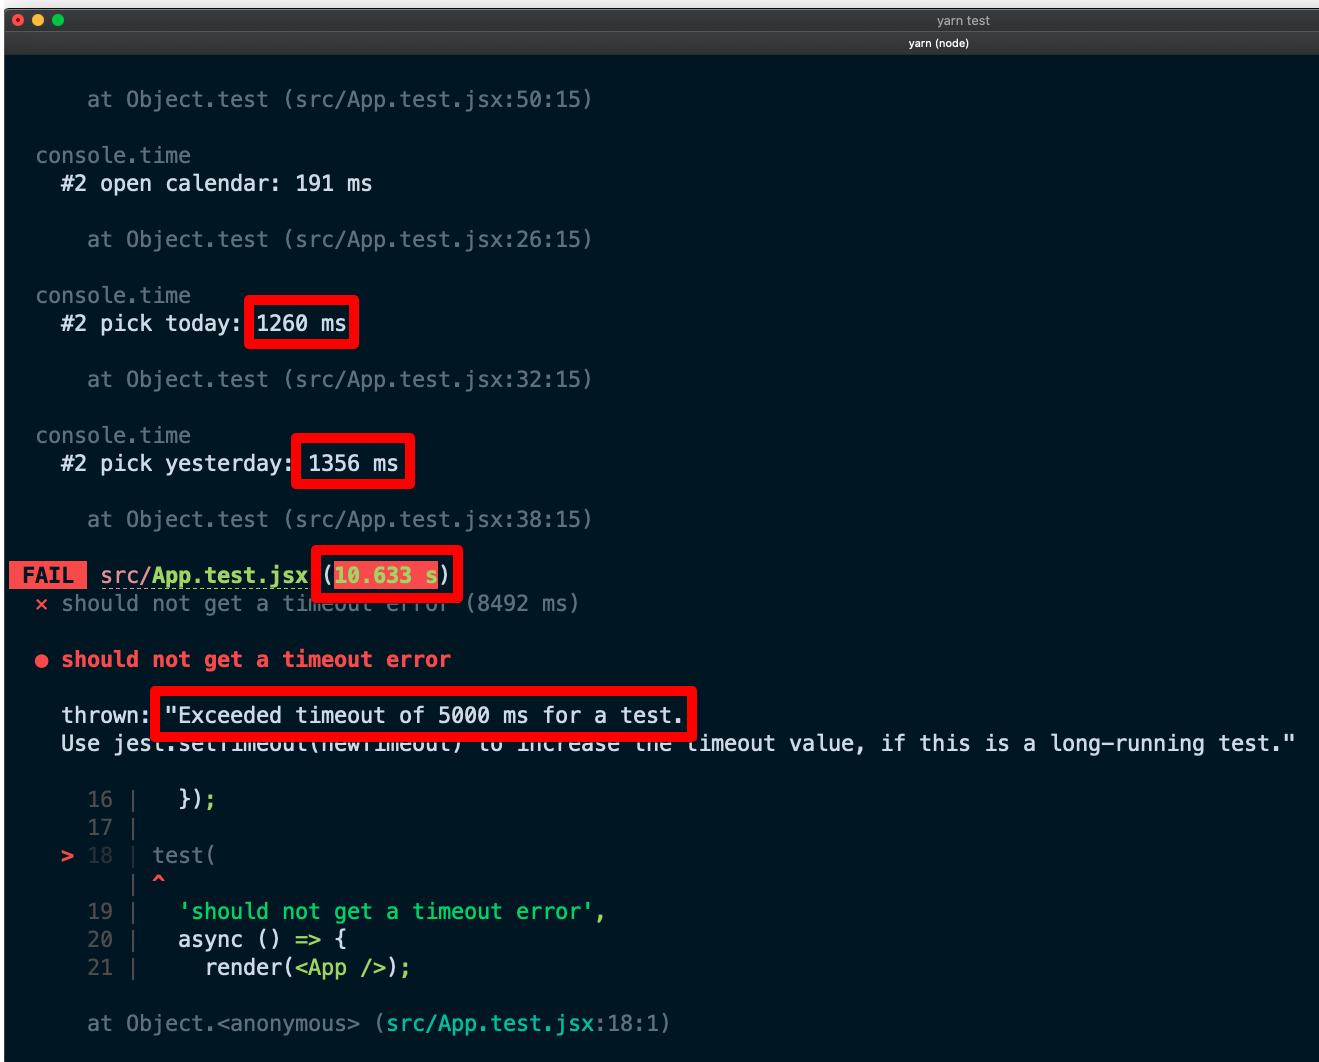 yarn test
yarn (node)
at Object.test (src/App.test.jsx:50:15)
console.time
#2 open calendar: 191 ms
at Object.test (src/App.test.jsx:26:15)
console.time
#2 pick today: 1260 ms
at Object.test (src/App.test.jsx:32:15)
console.time
#2 pick yesterday: 1356 ms
at Object.test (src/App.test.jsx:38:15)
FAIL src/App.test.jsx (10.633 s)
× should not get a timeout error (8492 ms)
● should not get a timeout error
thrown: "Exceeded timeout of 5000 ms for a test.
Use jest.setTimeout(newTimeout) to increase the timeout value, if this is a long-running test."
16 | });
17 |
> 18 | test(
| ^
19 | 'should not get a timeout error',
20 | async () => {
21 | render(<App />);
at Object.<anonymous> (src/App.test.jsx:18:1)